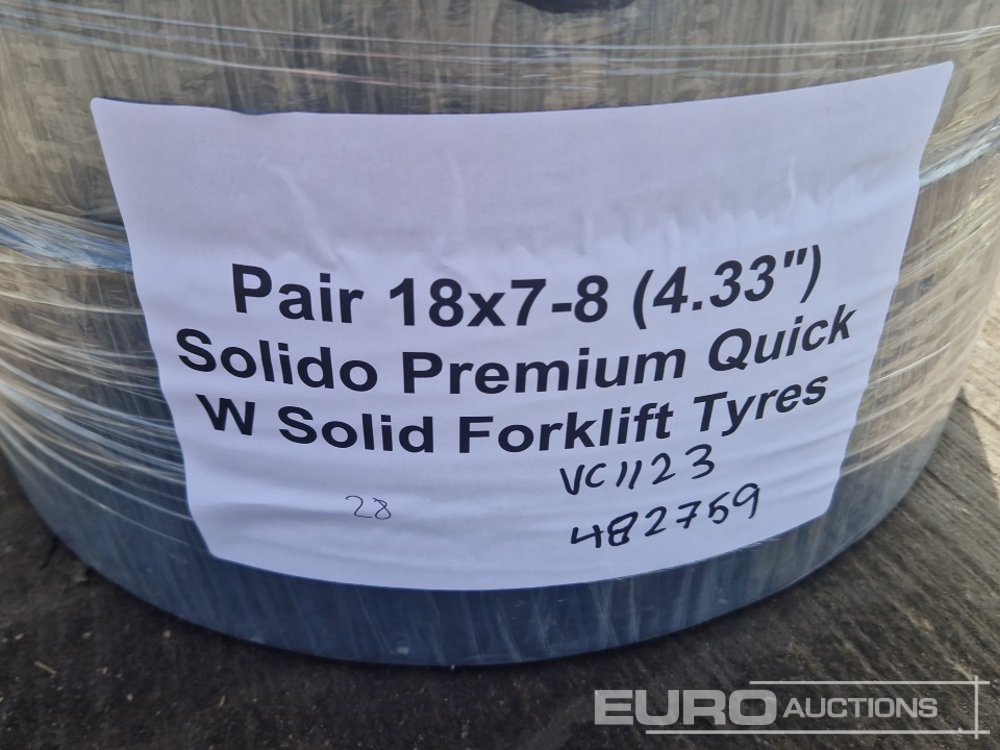 Pair 18x7-8 (4.33")
Solido Premium Quick
W Solid Forklift Tyres
VC1123
28
482759
EURO AUCTIONS